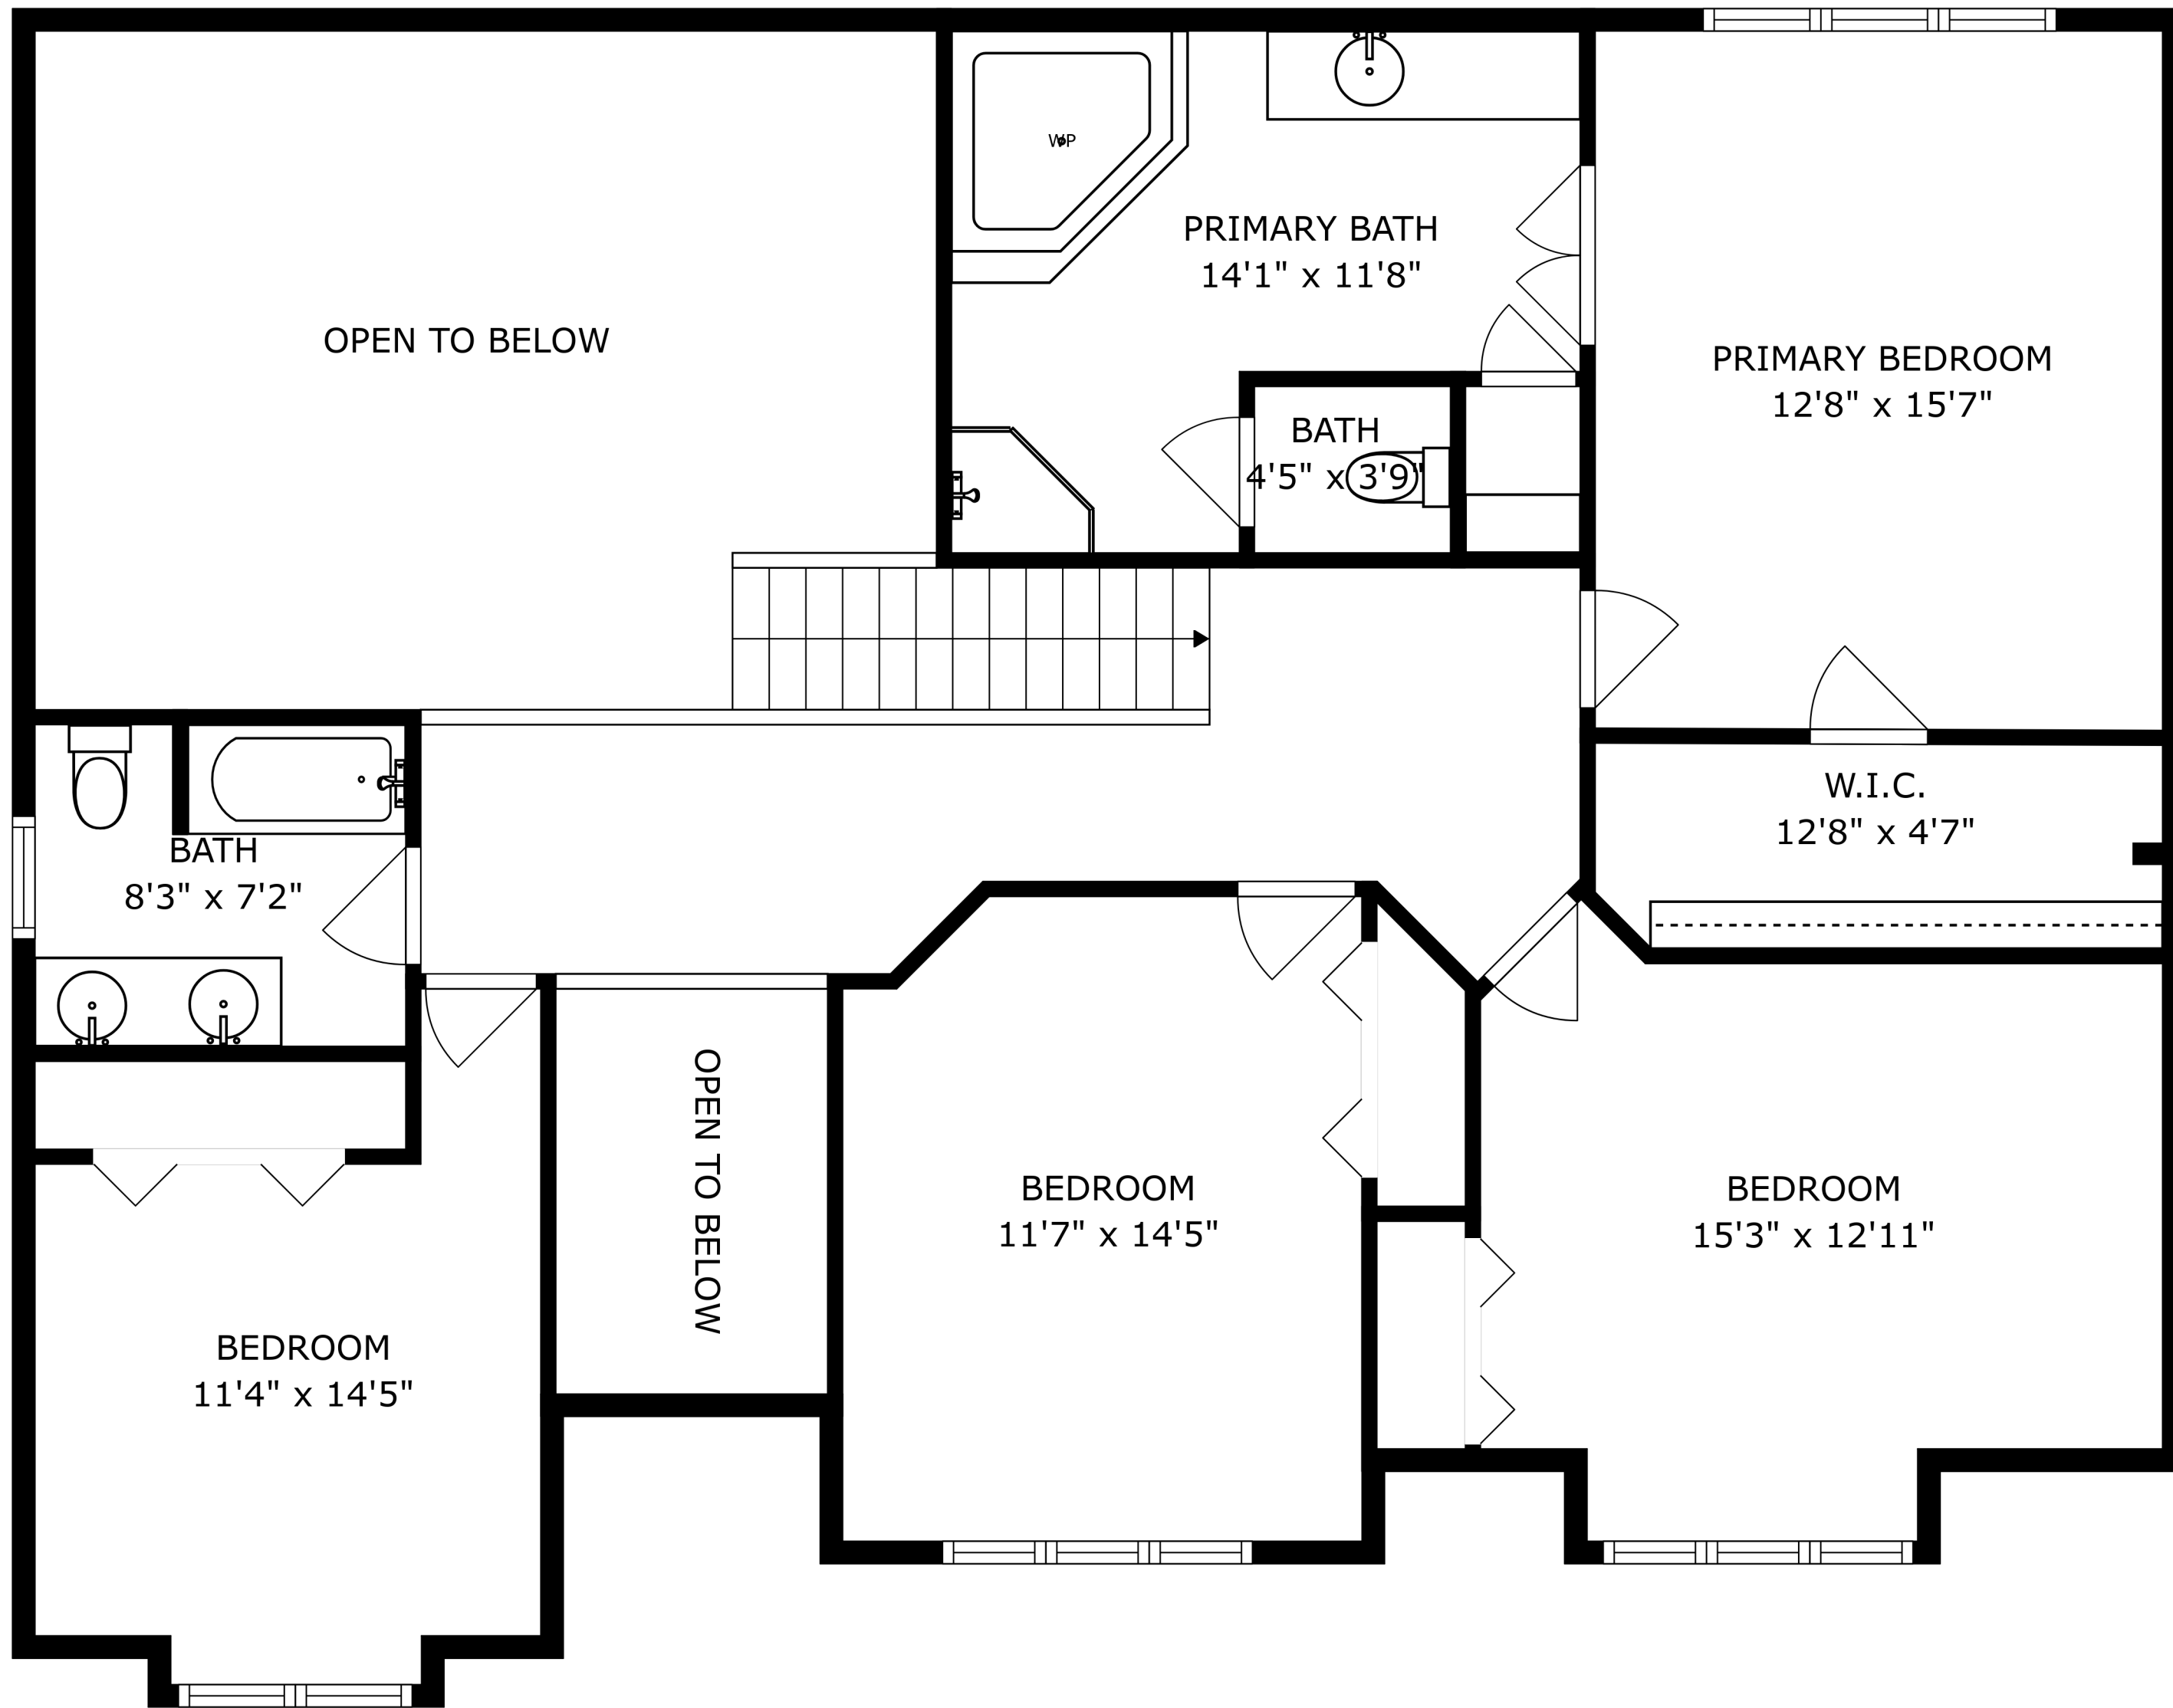 WP
PRIMARY BATH
14'1" x 11'8"
OPEN TO BELOW
PRIMARY BEDROOM
12'8" x 15'7"
BATH
4'5" x 3'9"
W.I.C.
12'8" x 4'7"
BATH
8'3" x 7'2"
OPEN TO BELOW
BEDROOM
11'7" x 14'5"
BEDROOM
15'3" x 12'11"
BEDROOM
11'4" x 14'5"